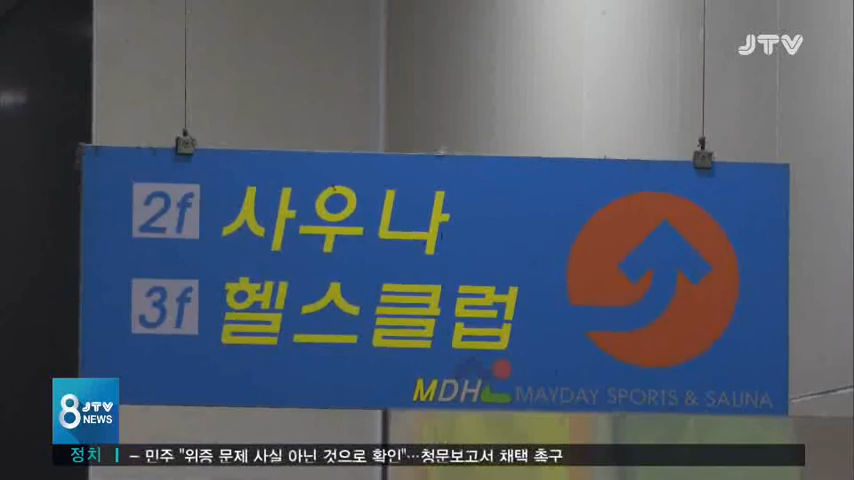 JTV
2f 사우나
3f 헬스클럽
MDH MAYDAY SPORTS & SAUNA
8 JTV NEWS
정치 - 민주 "위증 문제 사실 아닌 것으로 확인"…청문보고서 채택 촉구